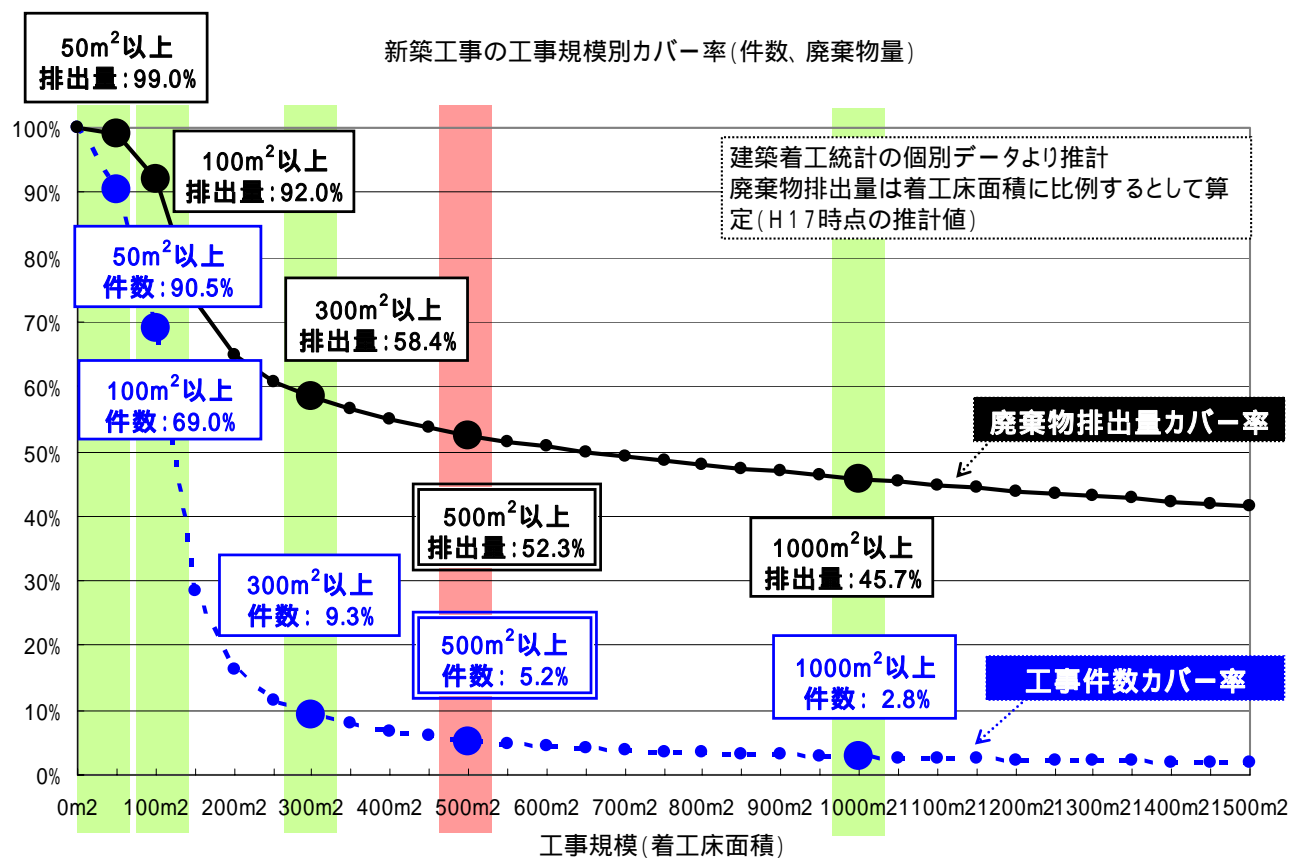 新築工事の工事規模別カバー率(件数、廃棄物量)
50m²以上
排出量:99.0%
100m²以上
排出量:92.0%
建築着工統計の個別データより推計
廃棄物排出量は着工床面積に比例するとして算
定(H17時点の推計値)
50m²以上
件数:90.5%
300m²以上
排出量:58.4%
100m²以上
件数:69.0%
廃棄物排出量カバー率
500m²以上
排出量:52.3%
1000m²以上
排出量:45.7%
300m²以上
件数: 9.3%
500m²以上
件数: 5.2%
1000m²以上
件数: 2.8%
工事件数カバー率
100%
90%
80%
70%
60%
50%
40%
30%
20%
10%
0%
0m2 100m2 200m2 300m2 400m2 500m2 600m2 700m2 800m2 900m2 1000m2 1100m2 1200m2 1300m2 1400m2 1500m2
工事規模(着工床面積)